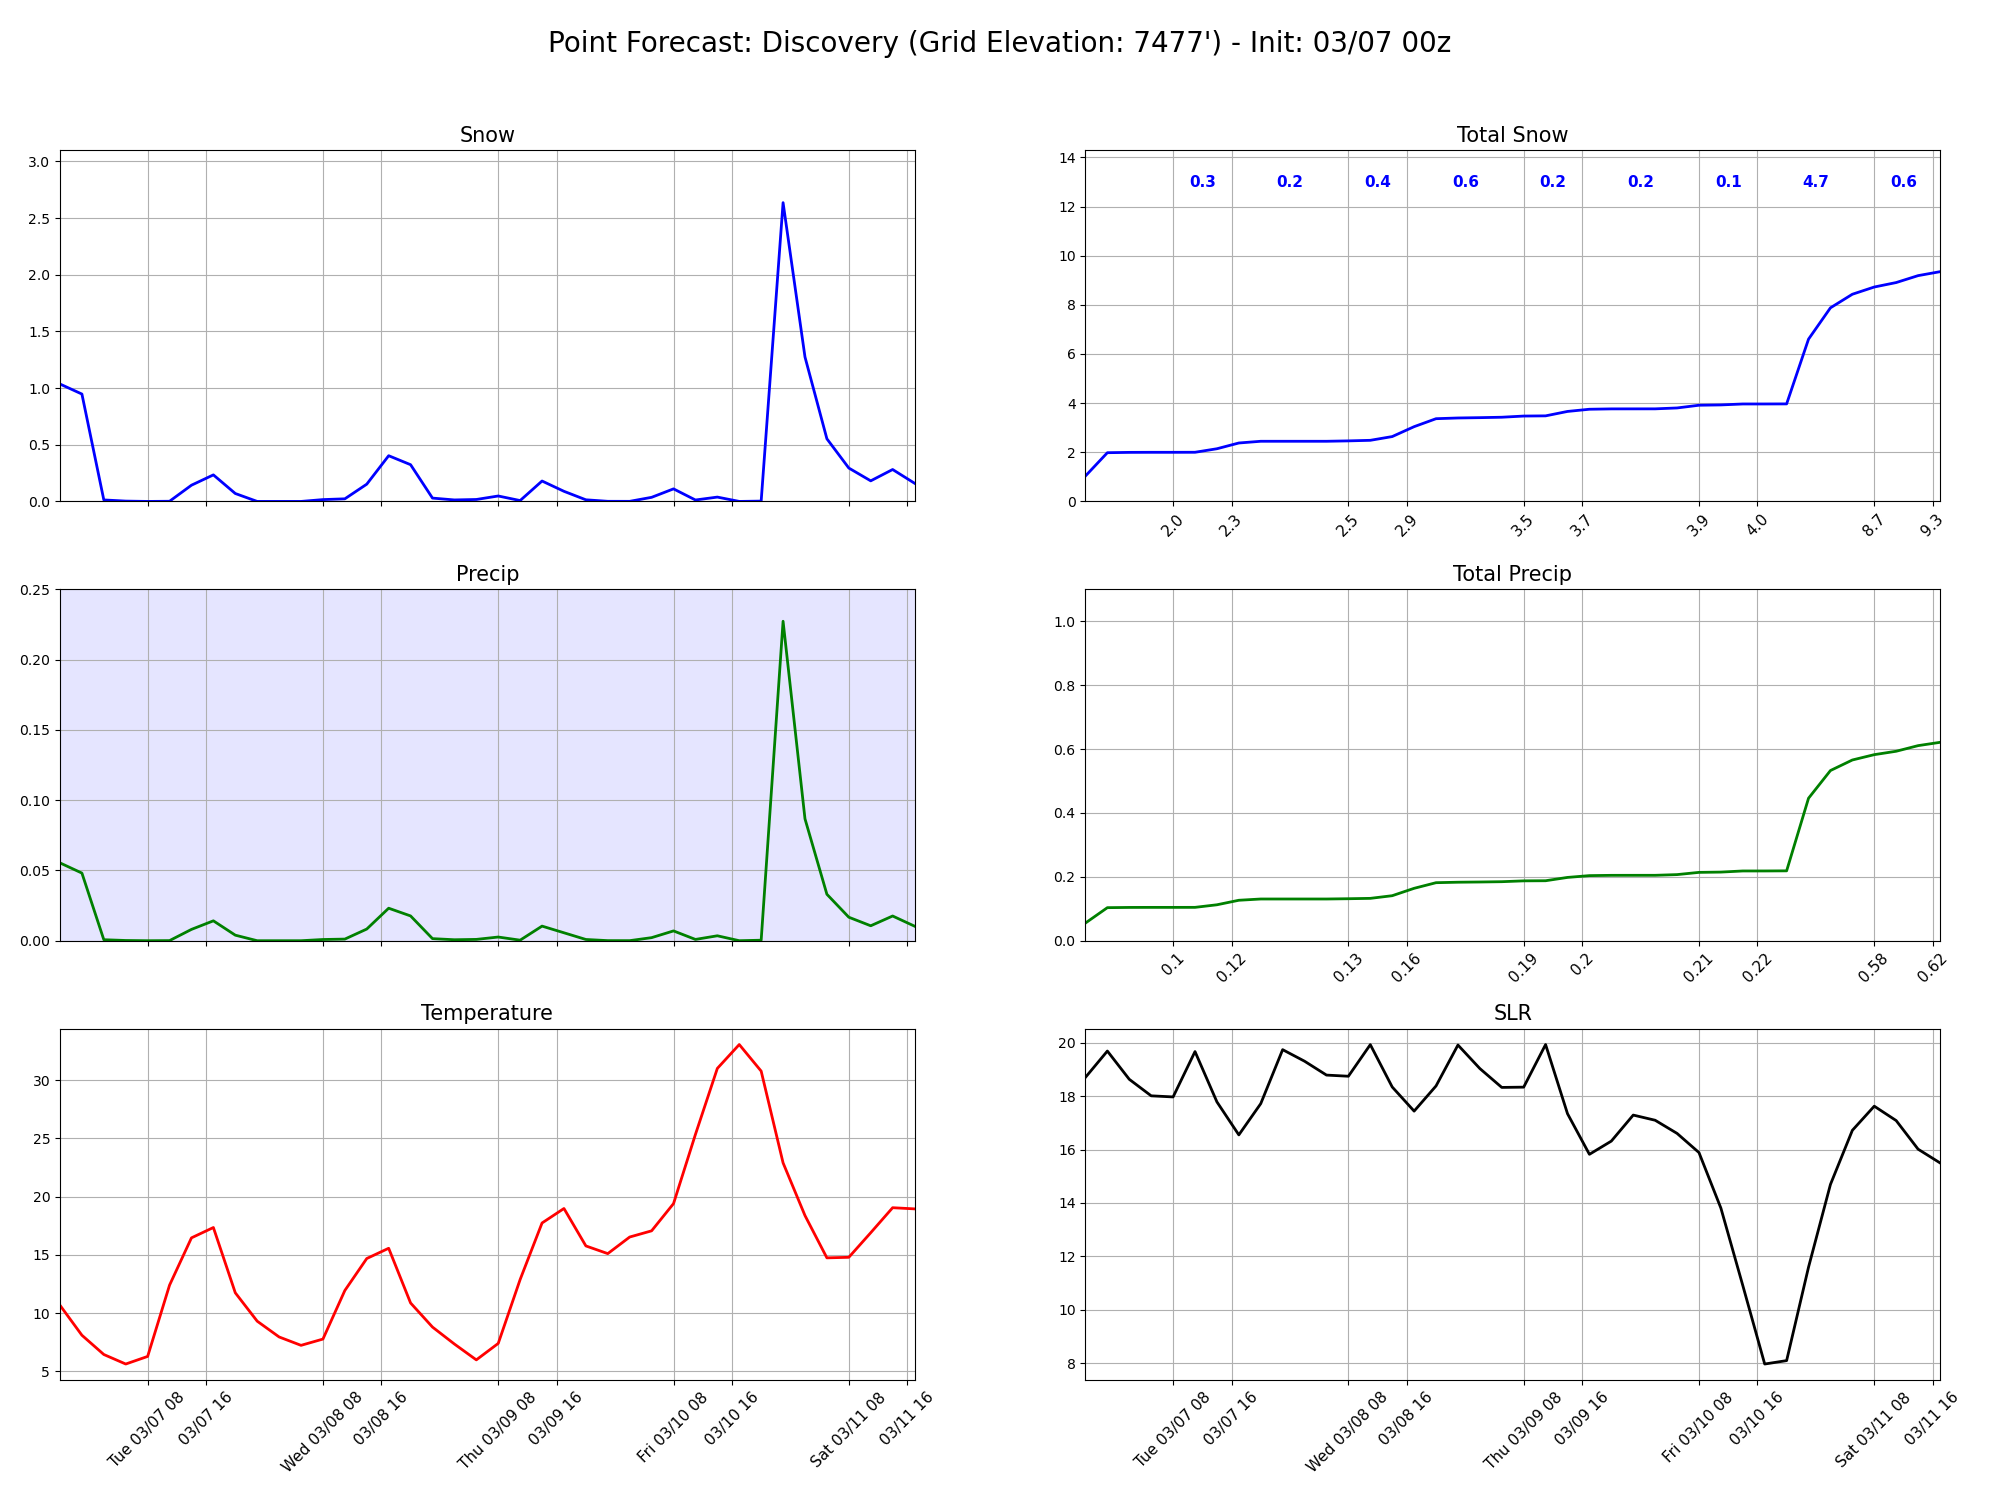 Point Forecast: Discovery (Grid Elevation: 7477') - Init: 03/07 00z
Snow
3.0
2.5
2.0
1.5
1.0
0.5
0.0
Total Snow
14
12
10
8
6
4
2
0
0.3 0.2 0.4 0.6 0.2 0.2 0.1 4.7 0.6
2.0 2.3 2.5 2.9 3.5 3.7 3.9 4.0 8.7 9.3
Precip
0.25
0.20
0.15
0.10
0.05
0.00
Total Precip
1.0
0.8
0.6
0.4
0.2
0.0
0.1 0.12 0.13 0.16 0.19 0.2 0.21 0.22 0.58 0.62
Temperature
30
25
20
15
10
5
Tue 03/07 08
03/07 16
Wed 03/08 08
03/08 16
Thu 03/09 08
03/09 16
Fri 03/10 08
03/10 16
Sat 03/11 08
03/11 16
SLR
20
18
16
14
12
10
8
Tue 03/07 08
03/07 16
Wed 03/08 08
03/08 16
Thu 03/09 08
03/09 16
Fri 03/10 08
03/10 16
Sat 03/11 08
03/11 16